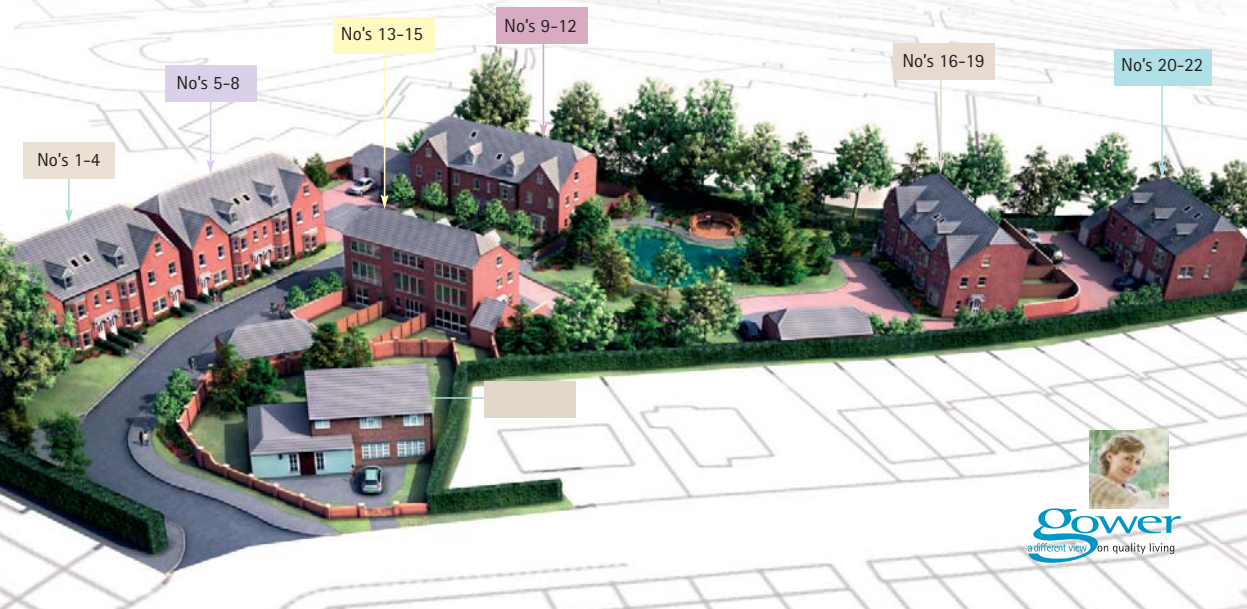 No's 9-12
No's 13-15
No's 16-19
No's 20-22
No's 5-8
No's 1-4
gower
a different view on quality living